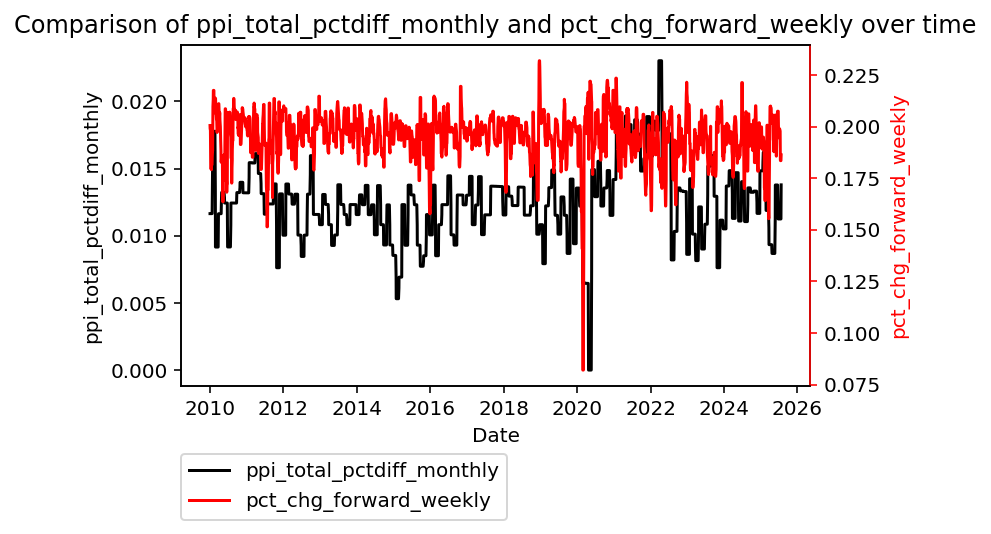 Comparison of ppi_total_pctdiff_monthly and pct_chg_forward_weekly over time
ppi_total_pctdiff_monthly
0.020
0.015
0.010
0.005
0.000
0.225
0.200
0.175
0.150
0.125
0.100
0.075
pct_chg_forward_weekly
2010 2012 2014 2016 2018 2020 2022 2024 2026
Date
ppi_total_pctdiff_monthly
pct_chg_forward_weekly